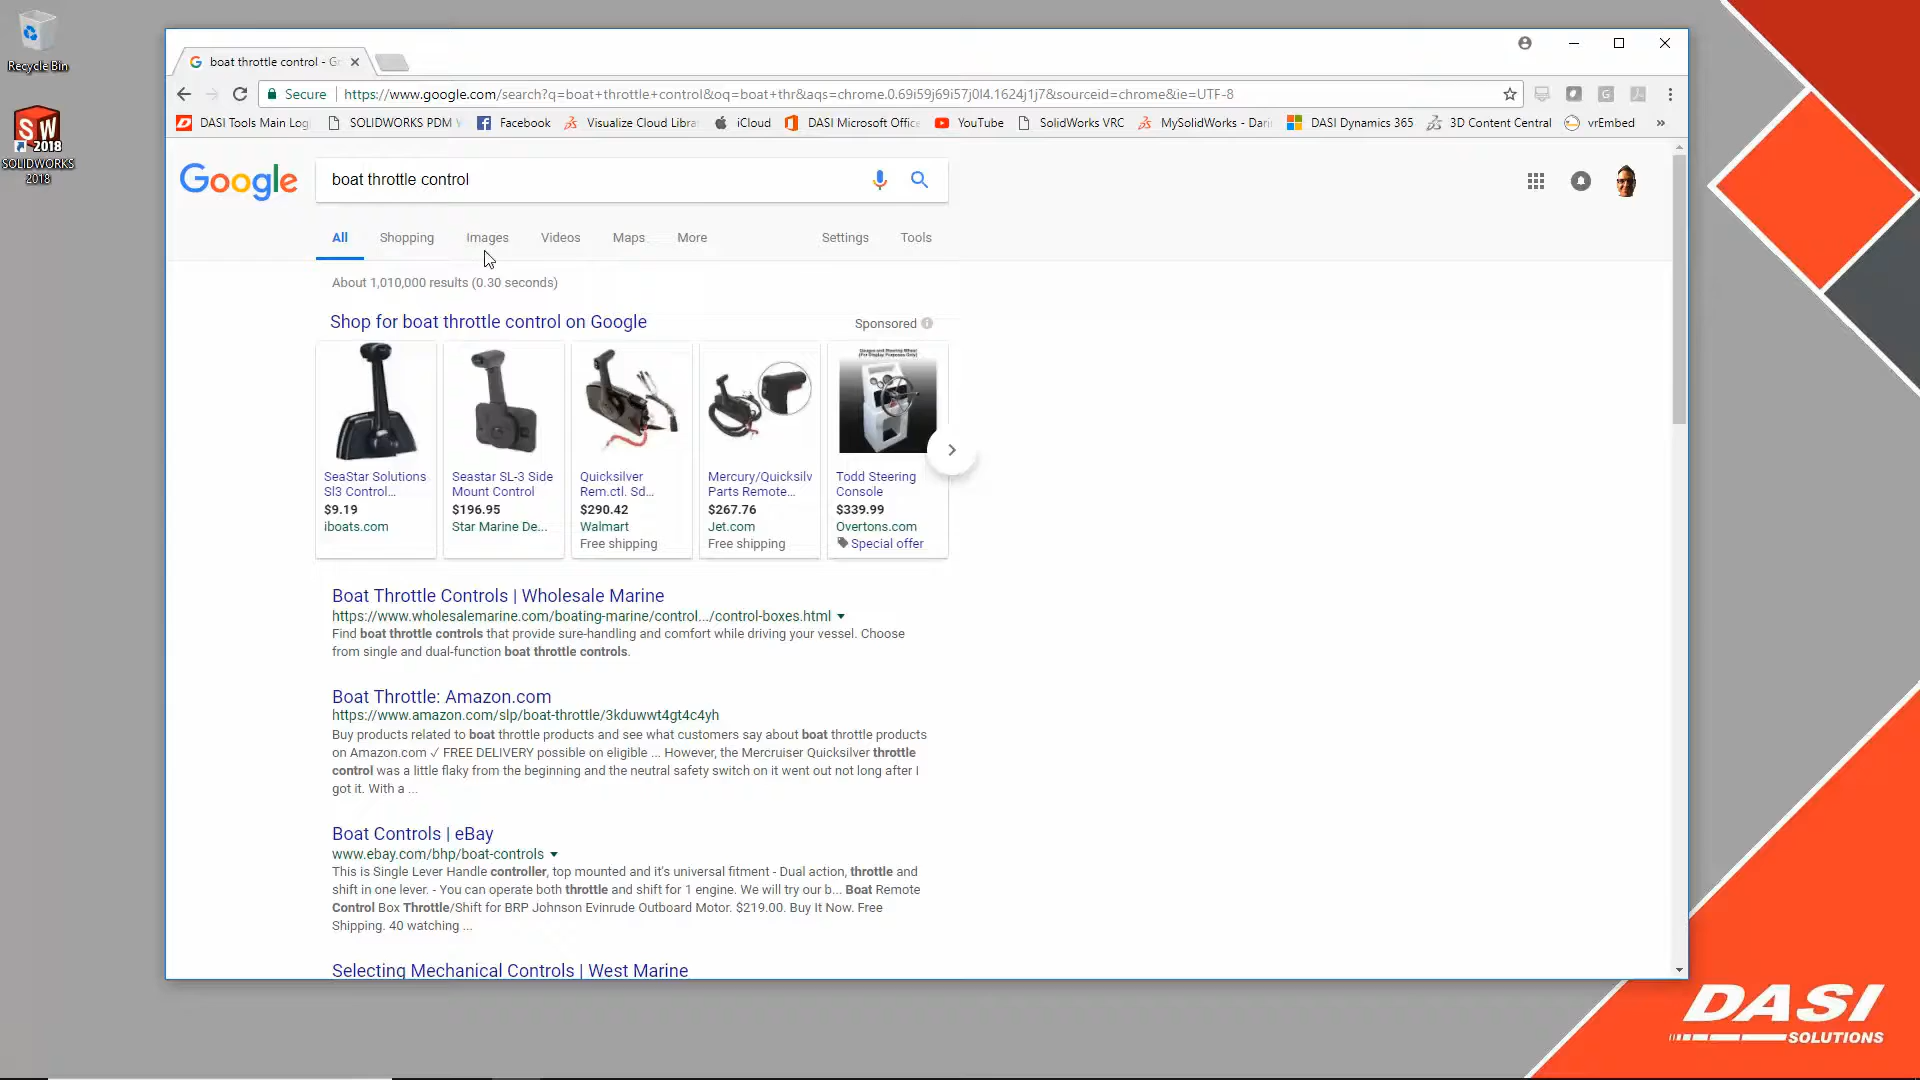 Recycle Bin
SW
2018
SOLIDWORKS
2018
boat throttle control - G
Secure
https://www.google.com/search?q=boat+throttle+control&oq=boat+thr&aqs=chrome.0.69i59j69i57j0l4.1624j1j7&sourceid=chrome&ie=UTF-8
DASI Tools Main Log
SOLIDWORKS PDM
Facebook
Visualize Cloud Libra
iCloud
DASI Microsoft Office
YouTube
SolidWorks VRC
MySolidWorks - Dari
DASI Dynamics 365
3D Content Central
vrEmbed
»
Google
boat throttle control
All
Shopping
Images
Videos
Maps
More
Settings
Tools
About 1,010,000 results (0.30 seconds)
Shop for boat throttle control on Google
Sponsored
SeaStar Solutions
Sl3 Control...
$9.19
iboats.com
Seastar SL-3 Side
Mount Control
$196.95
Star Marine De...
Quicksilver
Rem.ctl. Sd...
$290.42
Walmart
Free shipping
Mercury/Quicksilv
Parts Remote...
$267.76
Jet.com
Free shipping
Gauges and Steering Wheel
(For Display Purposes Only)
Todd Steering
Console
$339.99
Overtons.com
Special offer
Boat Throttle Controls | Wholesale Marine
https://www.wholesalemarine.com/boating-marine/control.../control-boxes.html
Find boat throttle controls that provide sure-handling and comfort while driving your vessel. Choose
from single and dual-function boat throttle controls.
Boat Throttle: Amazon.com
https://www.amazon.com/slp/boat-throttle/3kduwwt4gt4c4yh
Buy products related to boat throttle products and see what customers say about boat throttle products
on Amazon.com ✓ FREE DELIVERY possible on eligible ... However, the Mercruiser Quicksilver throttle
control was a little flaky from the beginning and the neutral safety switch on it went out not long after I
got it. With a ...
Boat Controls | eBay
www.ebay.com/bhp/boat-controls
This is Single Lever Handle controller, top mounted and it's universal fitment - Dual action, throttle and
shift in one lever. - You can operate both throttle and shift for 1 engine. We will try our b... Boat Remote
Control Box Throttle/Shift for BRP Johnson Evinrude Outboard Motor. $219.00. Buy It Now. Free
Shipping. 40 watching ...
Selecting Mechanical Controls | West Marine
DASI
SOLUTIONS